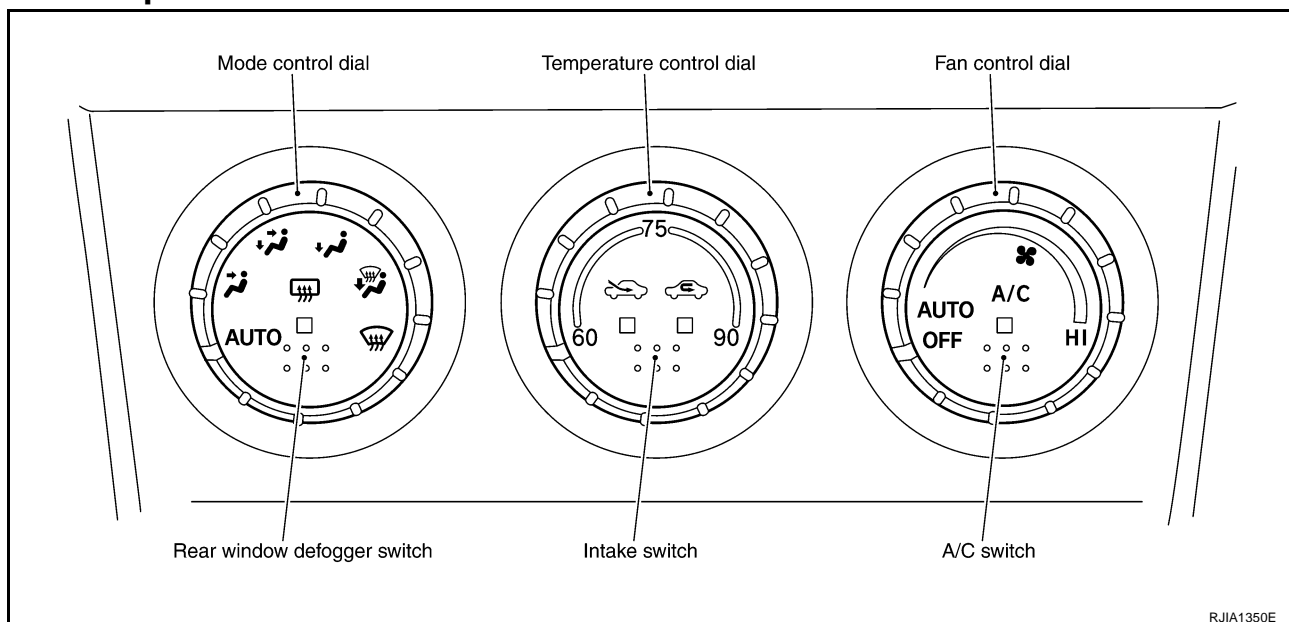 Mode control dial
Temperature control dial
Fan control dial
AUTO
75
60
90
A/C
AUTO
OFF
HI
Rear window defogger switch
Intake switch
A/C switch
RJIA1350E